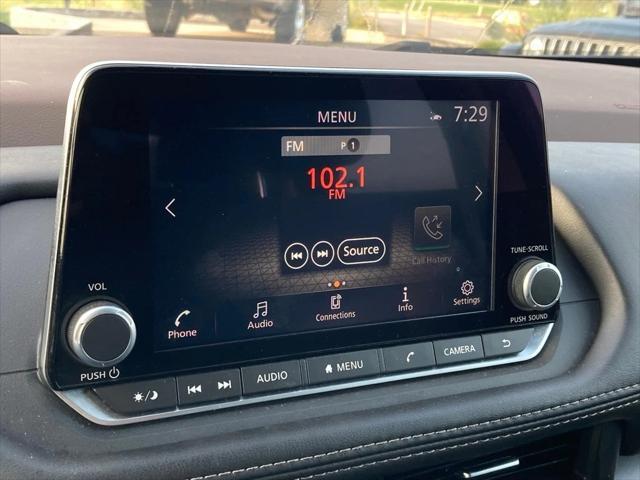 MENU 7:29
FM P 1
102.1
FM
Source
Call History
TUNE-SCROLL
VOL
Phone Audio Connections Info Settings
PUSH SOUND
PUSH
AUDIO MENU CAMERA